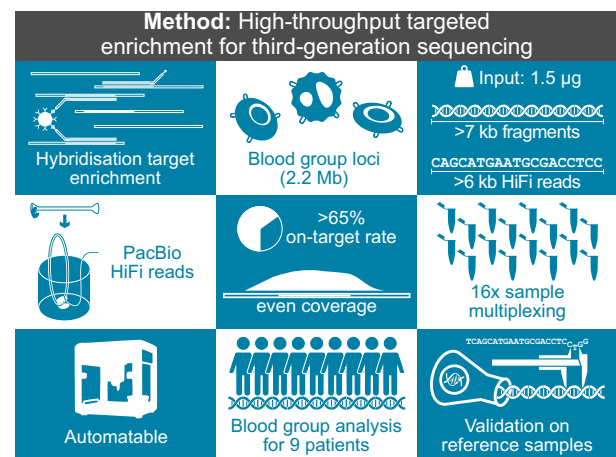 Method: High-throughput targeted
enrichment for third-generation sequencing
Hybridisation target
enrichment
Blood group loci
(2.2 Mb)
Input: 1.5 µg
>7 kb fragments
CAGCATGAATGCGACCTCC
>6 kb HiFi reads
PacBio
HiFi reads
>65%
on-target rate
even coverage
16x sample
multiplexing
Automatable
Blood group analysis
for 9 patients
TCAGCATGAATGCGACCTCCTGG
Validation on
reference samples